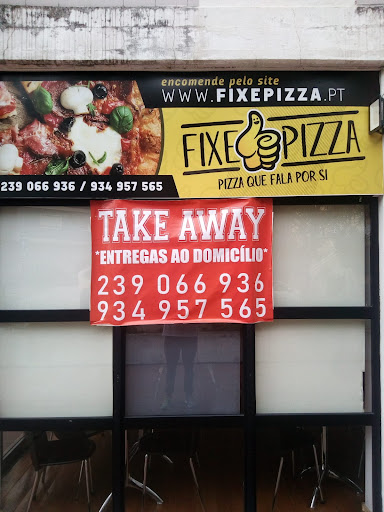 encomende pelo site
WWW.FIXEPIZZA.PT
FIXE PIZZA
PIZZA QUE FALA POR SI
239 066 936 / 934 957 565
TAKE AWAY
*ENTREGAS AO DOMICÍLIO*
239 066 936
934 957 565